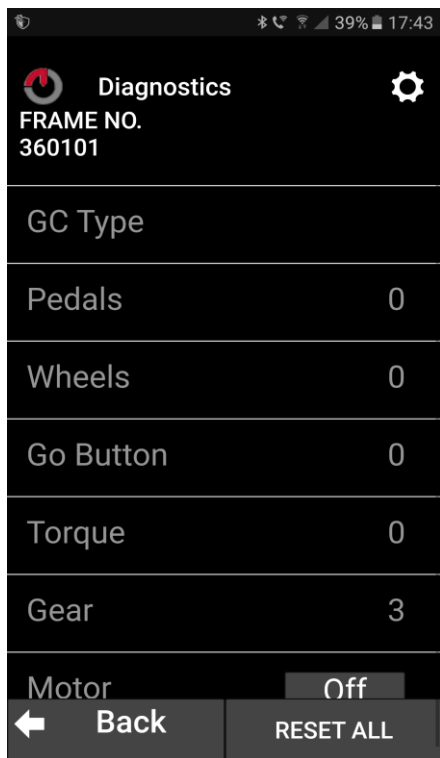 39% 17:43
Diagnostics
FRAME NO.
360101
GC Type
Pedals 0
Wheels 0
Go Button 0
Torque 0
Gear 3
Motor Off
Back RESET ALL